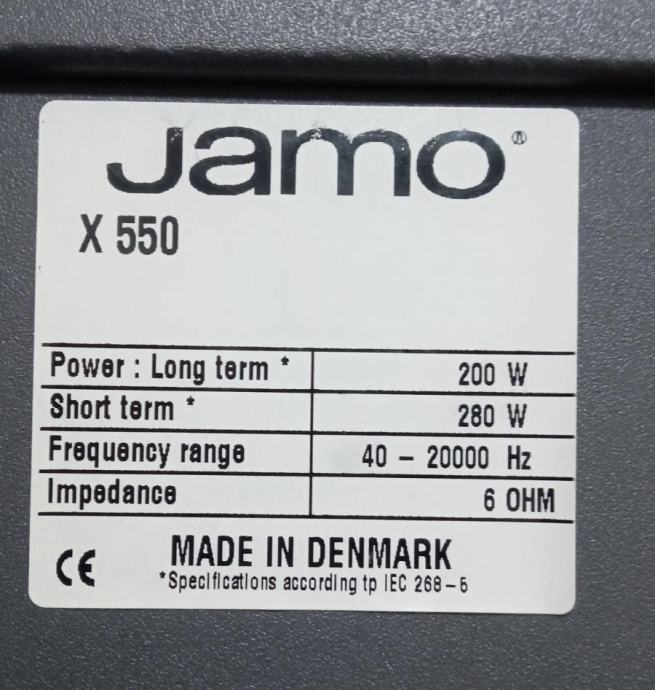 Jamo®
X 550
Power : Long term * 200 W
Short term * 280 W
Frequency range 40 – 20000 Hz
Impedance 6 OHM
CE MADE IN DENMARK
*Specifications according tp IEC 268–5